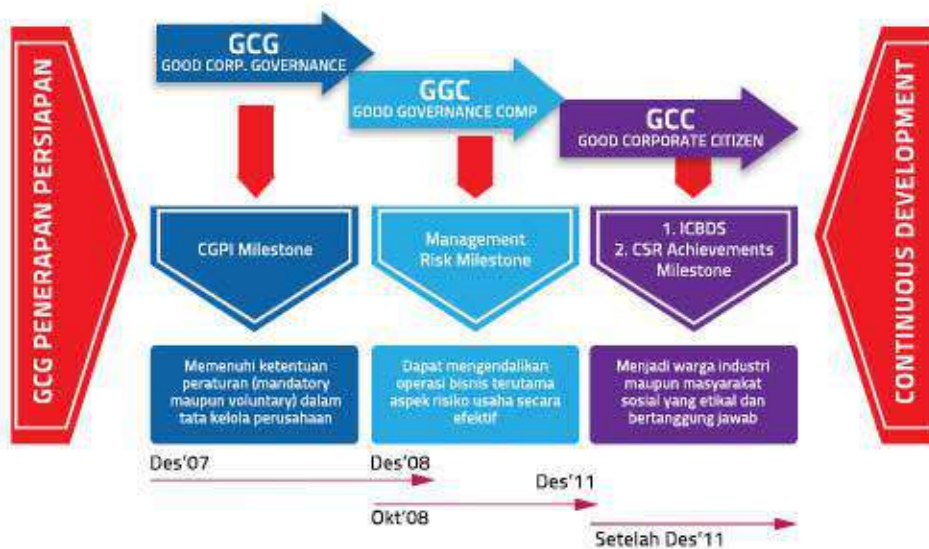 GCG PENERAPAN PERSIAPAN
GCG
GOOD CORP. GOVERNANCE
GGC
GOOD GOVERNANCE COMP
GCC
GOOD CORPORATE CITIZEN
CGPI Milestone
Management
Risk Milestone
1. ICBDS
2. CSR Achievements
Milestone
Memenuhi ketentuan
peraturan (mandatory
maupun voluntary) dalam
tata kelola perusahaan
Dapat mengendalikan
operasi bisnis terutama
aspek risiko usaha secara
efektif
Menjadi warga industri
maupun masyarakat
sosial yang etikal dan
bertanggung jawab
Des'07
Des'08
Okt'08
Des'11
Setelah Des'11
CONTINUOUS DEVELOPMENT